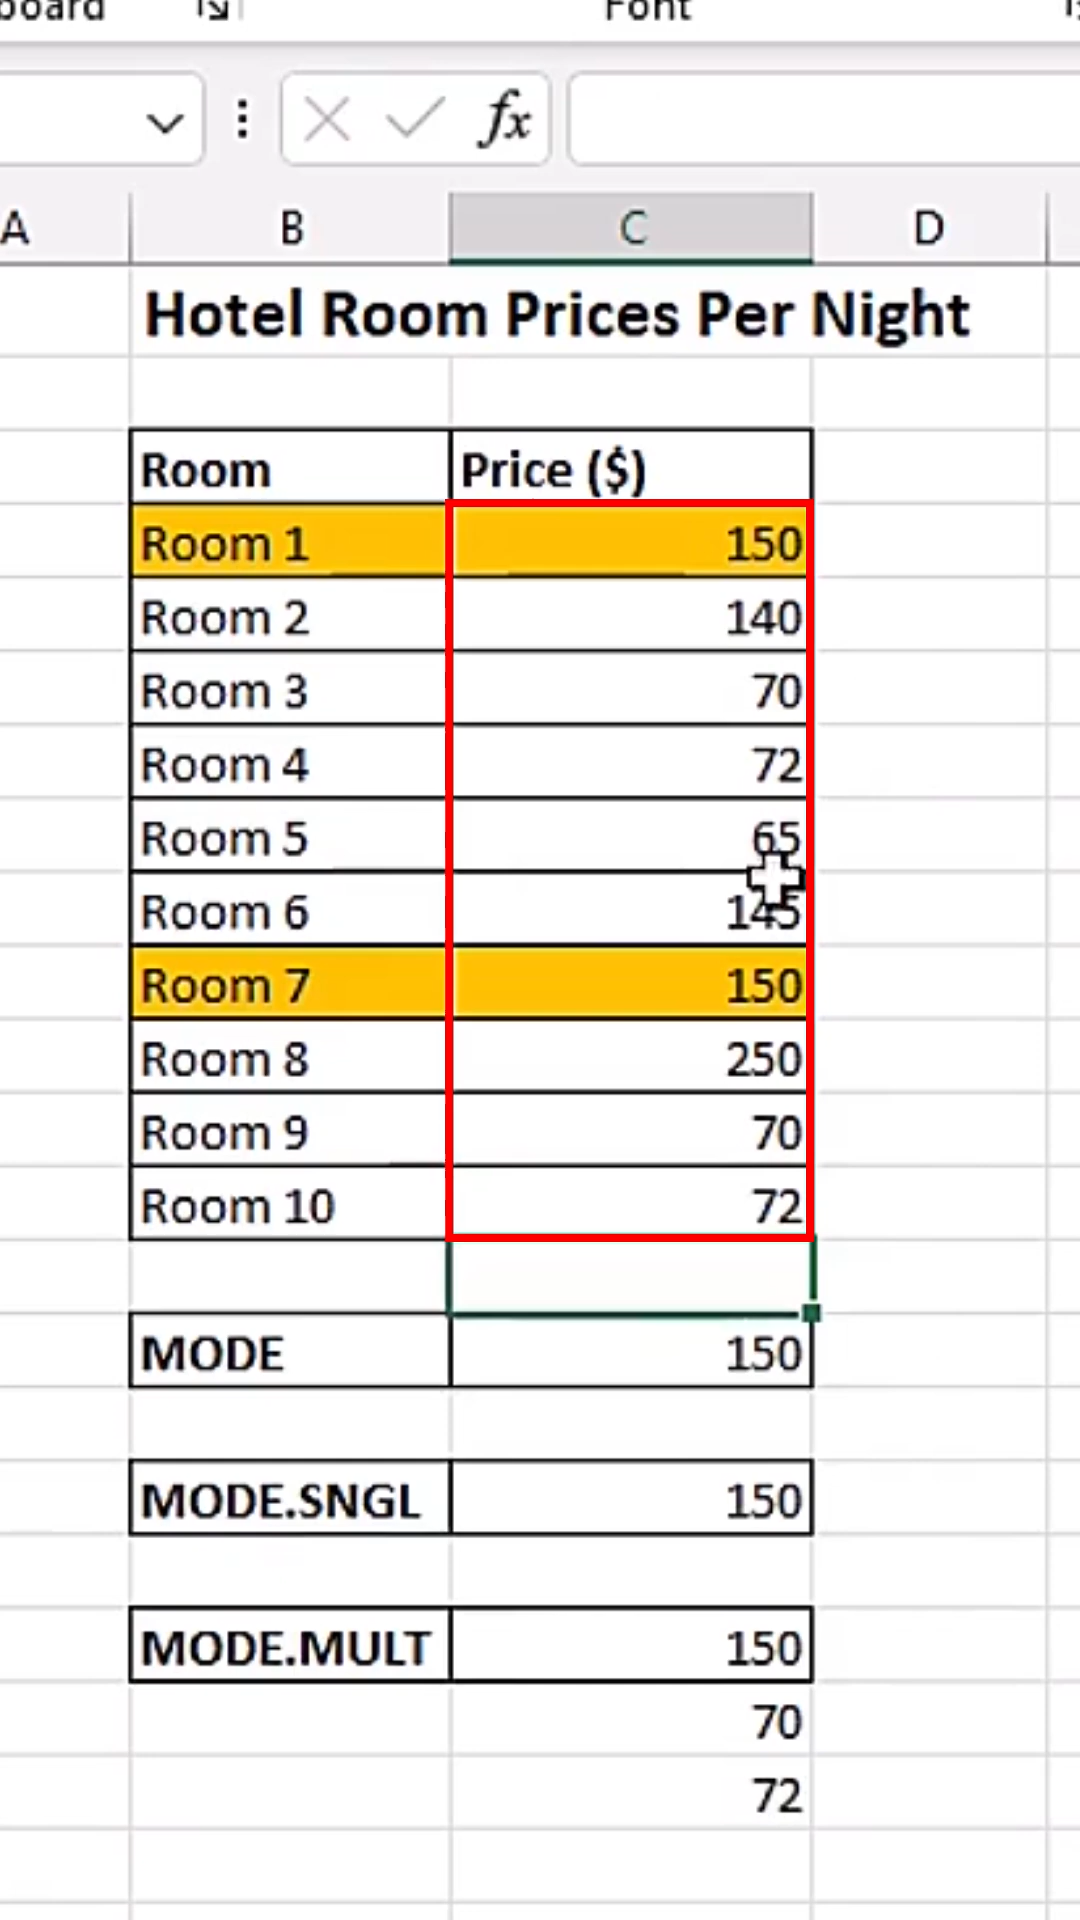 board Font
fx
A B C D
Hotel Room Prices Per Night
Room Price ($)
Room 1 150
Room 2 140
Room 3 70
Room 4 72
Room 5 65
Room 6 145
Room 7 150
Room 8 250
Room 9 70
Room 10 72
MODE 150
MODE.SNGL 150
MODE.MULT 150
70
72